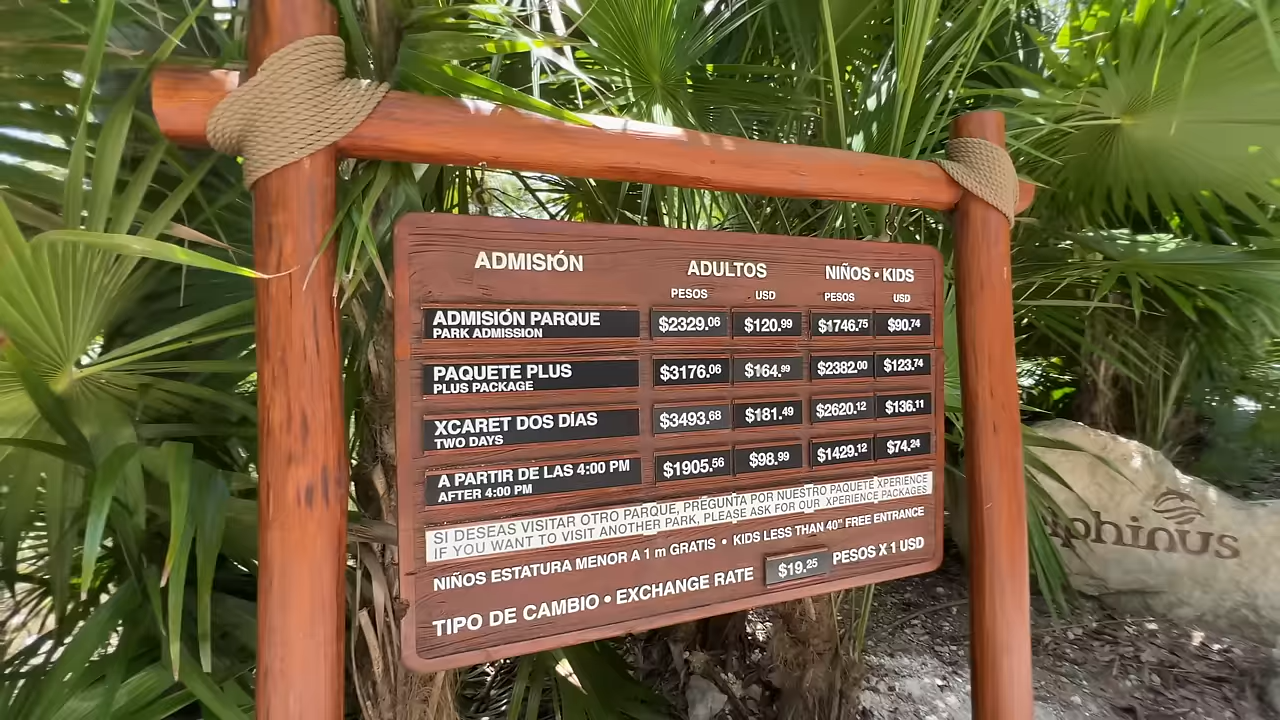 ADMISIÓN ADULTOS NIÑOS • KIDS
PESOS USD PESOS USD
ADMISIÓN PARQUE $2329.06 $120.99 $1746.75 $90.74
PARK ADMISSION
PAQUETE PLUS $3176.06 $164.99 $2382.00 $123.74
PLUS PACKAGE
XCARET DOS DÍAS $3493.68 $181.49 $2620.12 $136.11
TWO DAYS
A PARTIR DE LAS 4:00 PM $1905.56 $98.99 $1429.12 $74.24
AFTER 4:00 PM
SI DESEAS VISITAR OTRO PARQUE, PREGUNTA POR NUESTRO PAQUETE XPERIENCE
IF YOU WANT TO VISIT ANOTHER PARK, PLEASE ASK FOR OUR XPERIENCE PACKAGES
NIÑOS ESTATURA MENOR A 1 m GRATIS • KIDS LESS THAN 40" FREE ENTRANCE
TIPO DE CAMBIO • EXCHANGE RATE $19.25 PESOS X 1 USD